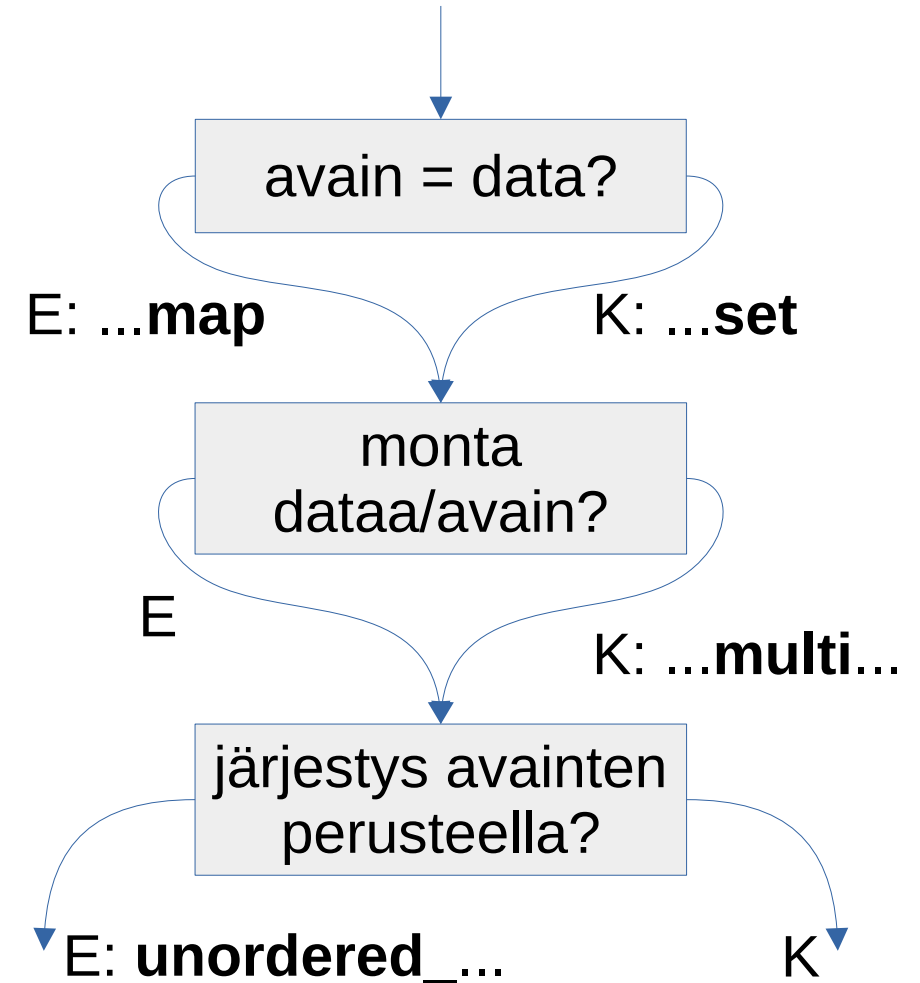 avain = data?
E: ...map
K: ...set
monta
dataa/avain?
E
K: ...multi...
järjestys avainten
perusteella?
E: unordered_...
K